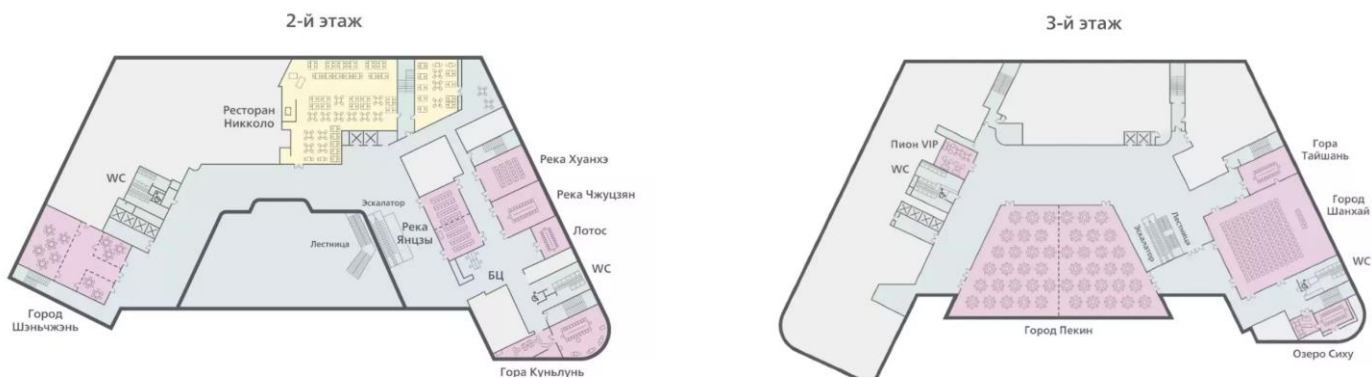 2-й этаж
Ресторан
Никколо
WC
Город
Шэньчжэнь
Лестница
Эскалатор
Река
Янцзы
БЦ
Река Хуанхэ
Река Чжуцзян
Лотос
WC
Гора Куньлунь
3-й этаж
Пион VIP
WC
Город Пекин
Эскалатор
Лестница
Гора
Тайшань
Город
Шанхай
WC
Озеро Сиху